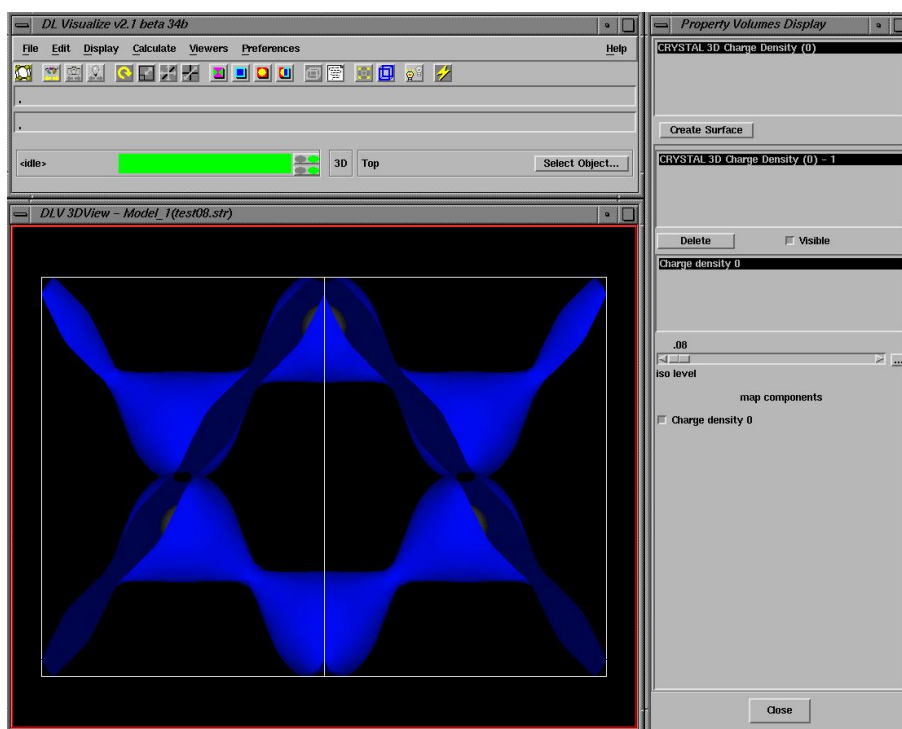 DL Visualize v2.1 beta 34b
File Edit Display Calculate Viewers Preferences Help
.
.
<idle> 3D Top Select Object...
DLV 3DView - Model_1(test08.str)
Property Volumes Display
CRYSTAL 3D Charge Density (0)
Create Surface
CRYSTAL 3D Charge Density (0) - 1
Delete Visible
Charge density 0
.08
...
iso level
map components
Charge density 0
Close